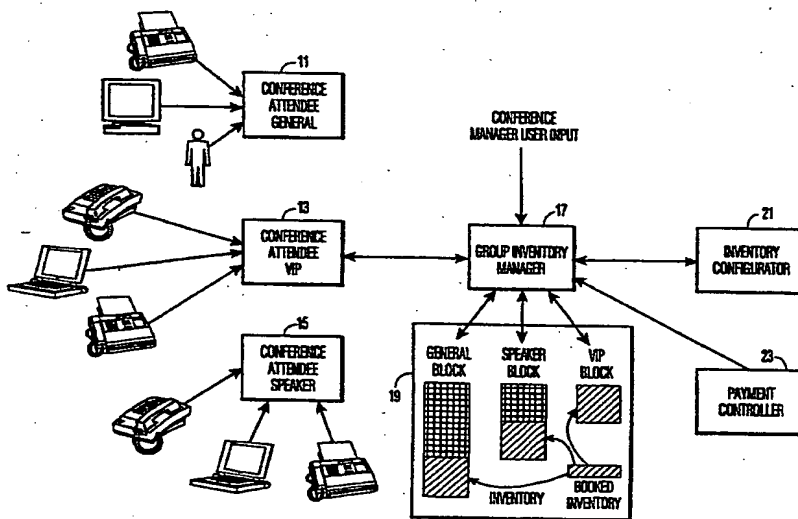 11
CONFERENCE
ATTENDEE
GENERAL
CONFERENCE
MANAGER USER INPUT
13
CONFERENCE
ATTENDEE
VIP
17
GROUP INVENTORY
MANAGER
21
INVENTORY
CONFIGURATOR
15
CONFERENCE
ATTENDEE
SPEAKER
19
GENERAL
BLOCK
SPEAKER
BLOCK
VIP
BLOCK
INVENTORY
BOOKED
INVENTORY
23
PAYMENT
CONTROLLER